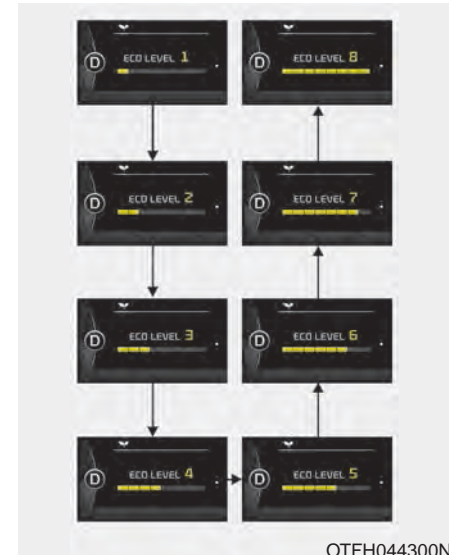 D ECO LEVEL 1
D ECO LEVEL 2
D ECO LEVEL 3
D ECO LEVEL 4
D ECO LEVEL 5
D ECO LEVEL 6
D ECO LEVEL 7
D ECO LEVEL 8
OTFH044300N